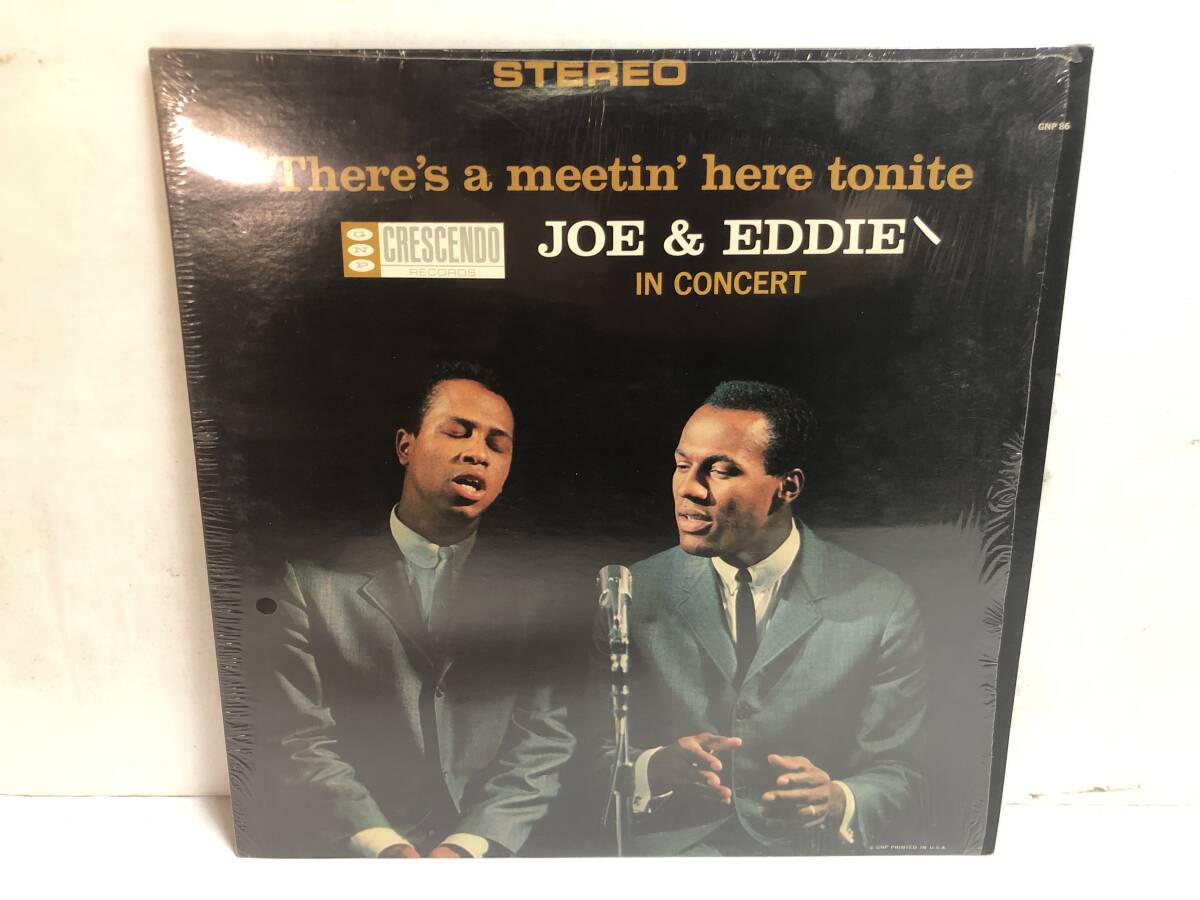 STEREO
GNP 86
There's a meetin' here tonite
GNP
CRESCENDO
RECORDS
JOE & EDDIE
IN CONCERT
© GNP PRINTED IN U.S.A.